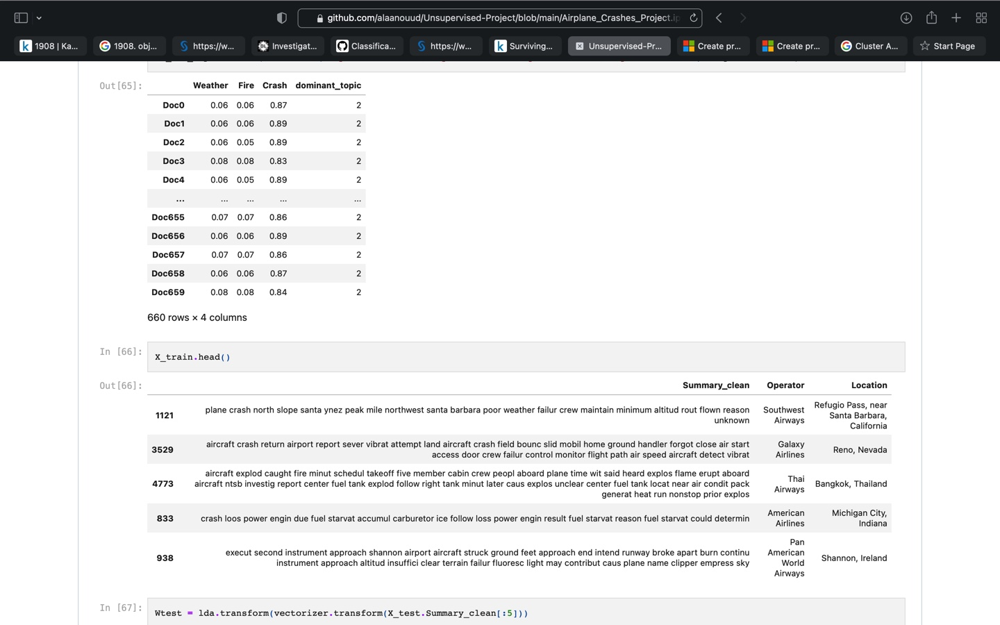 github.com/alaanouud/Unsupervised-Project/blob/main/Airplane_Crashes_Project.ip
1908 | Ka...
1908. obj...
https://w...
Investigat...
Classifica...
https://w...
Surviving...
Unsupervised-Pr...
Create pr...
Create pr...
Cluster A...
Start Page
Out[65]:
Weather Fire Crash dominant_topic
Doc0 0.06 0.06 0.87 2
Doc1 0.06 0.06 0.89 2
Doc2 0.06 0.05 0.89 2
Doc3 0.08 0.08 0.83 2
Doc4 0.06 0.05 0.89 2
... ... ... ... ...
Doc655 0.07 0.07 0.86 2
Doc656 0.06 0.06 0.89 2
Doc657 0.07 0.07 0.86 2
Doc658 0.06 0.06 0.87 2
Doc659 0.08 0.08 0.84 2
660 rows × 4 columns
In [66]:
X_train.head()
Out[66]:
Summary_clean Operator Location
1121
plane crash north slope santa ynez peak mile northwest santa barbara poor weather failur crew maintain minimum altitud rout flown reason
unknown
Southwest
Airways
Refugio Pass, near
Santa Barbara,
California
3529
aircraft crash return airport report sever vibrat attempt land aircraft crash field bounc slid mobil home ground handler forgot close air start
access door crew failur control monitor flight path air speed aircraft detect vibrat
Galaxy
Airlines
Reno, Nevada
4773
aircraft explod caught fire minut schedul takeoff five member cabin crew peopl aboard plane time wit said heard explos flame erupt aboard
aircraft ntsb investig report center fuel tank explod follow right tank minut later caus explos unclear center fuel tank locat near air condit pack
generat heat run nonstop prior explos
Thai
Airways
Bangkok, Thailand
833
crash loos power engin due fuel starvat accumul carburetor ice follow loss power engin result fuel starvat reason fuel starvat could determin
American
Airlines
Michigan City,
Indiana
938
execut second instrument approach shannon airport aircraft struck ground feet approach end intend runway broke apart burn continu
instrument approach altitud insuffici clear terrain failur fluoresc light may contribut caus plane name clipper empress sky
Pan
American
World
Airways
Shannon, Ireland
In [67]:
Wtest = lda.transform(vectorizer.transform(X_test.Summary_clean[:5]))